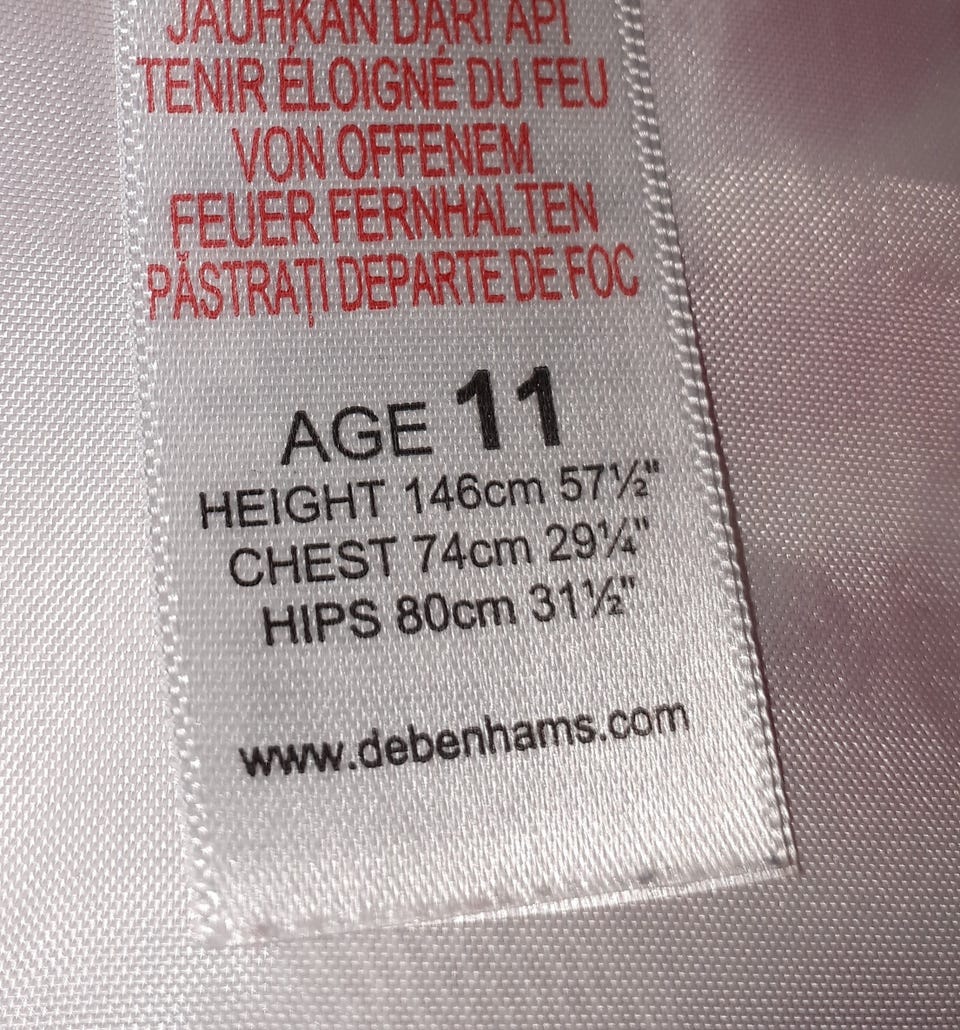 JAUHKAN DARI API
TENIR ÉLOIGNÉ DU FEU
VON OFFENEM
FEUER FERNHALTEN
PĂSTRAȚI DEPARTE DE FOC
AGE 11
HEIGHT 146cm 57½"
CHEST 74cm 29¼"
HIPS 80cm 31½"
www.debenhams.com